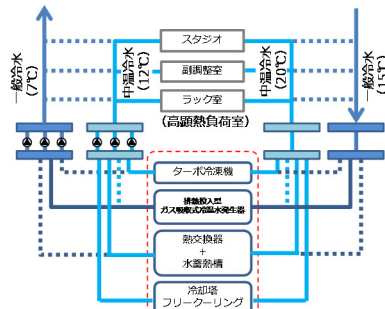 一般冷水
(7℃)
中温冷水
(12℃)
スタジオ
副調整室
ラック室
(高顕熱負荷室)
中温冷水
(20℃)
一般冷水
(15℃)
ターボ冷凍機
排熱投入型
ガス吸収式冷温水発生器
熱交換器
+
水蓄熱槽
冷却塔
フリークーリング